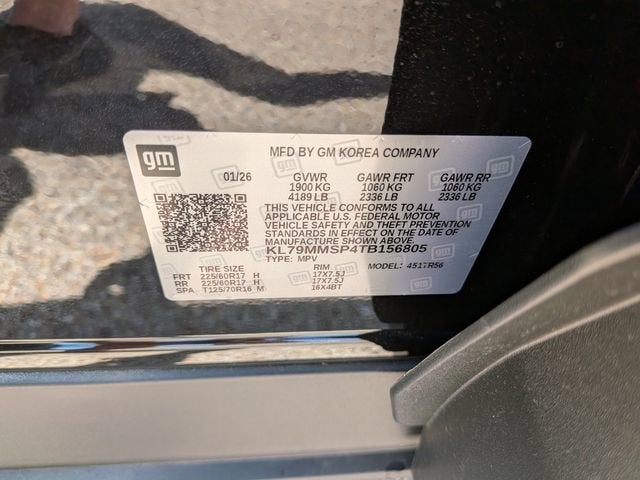 gm
MFD BY GM KOREA COMPANY
01/26 GVWR GAWR FRT GAWR RR
1900 KG 1060 KG 1060 KG
4189 LB 2336 LB 2336 LB
THIS VEHICLE CONFORMS TO ALL
APPLICABLE U.S. FEDERAL MOTOR
VEHICLE SAFETY AND THEFT PREVENTION
STANDARDS IN EFFECT ON THE DATE OF
MANUFACTURE SHOWN ABOVE.
KL79MMSP4TB156805
TYPE: MPV
TIRE SIZE RIM MODEL: 4517R56
FRT 225/60R17 H 17X7.5J
RR 225/60R17 H 17X7.5J
SPA T125/70R16 M 16X4BT